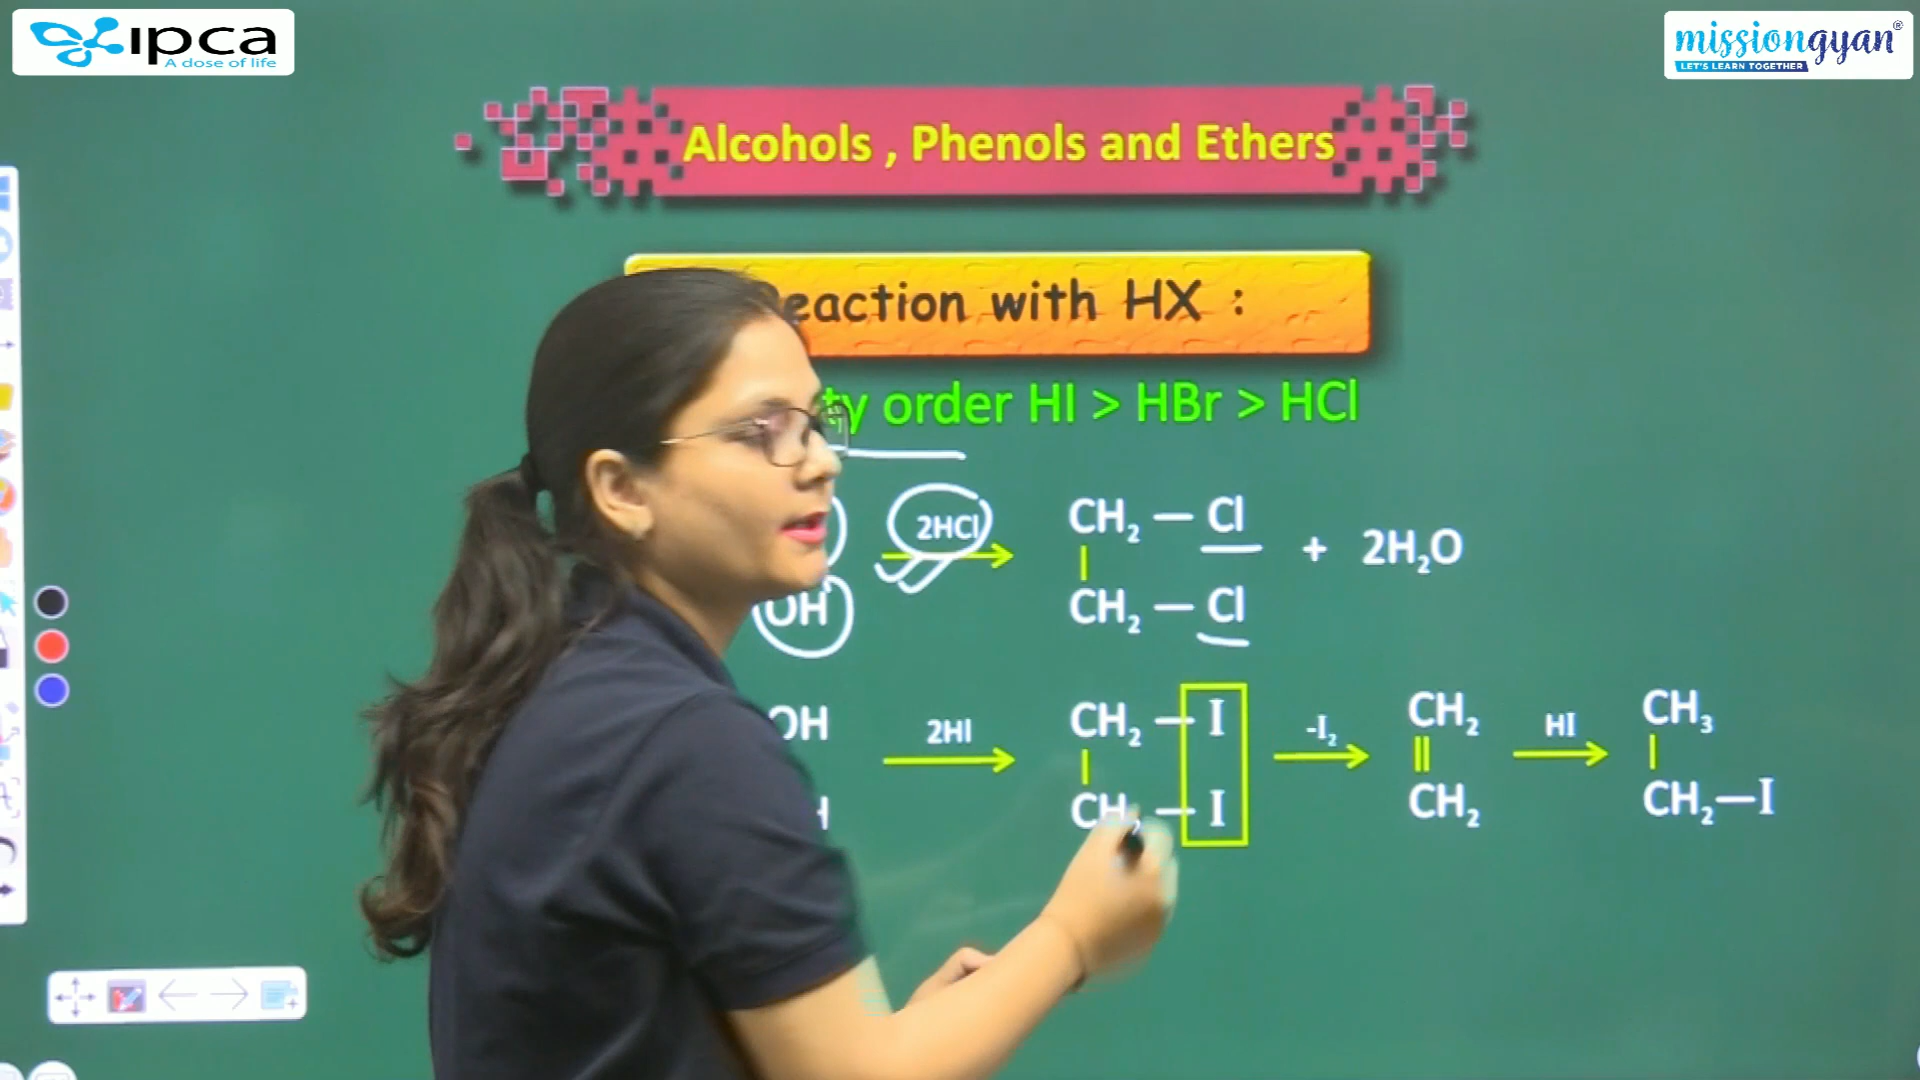 ipca
A dose of life
missiongyan®
LET'S LEARN TOGETHER
Alcohols , Phenols and Ethers
eaction with HX :
ty order HI > HBr > HCl
2HCl
CH₂ — Cl
+ 2H₂O
OH
CH₂ — Cl
OH
2HI
CH₂ — I
-I₂
CH₂
HI
CH₃
CH₂ — I
CH₂
CH₂—I